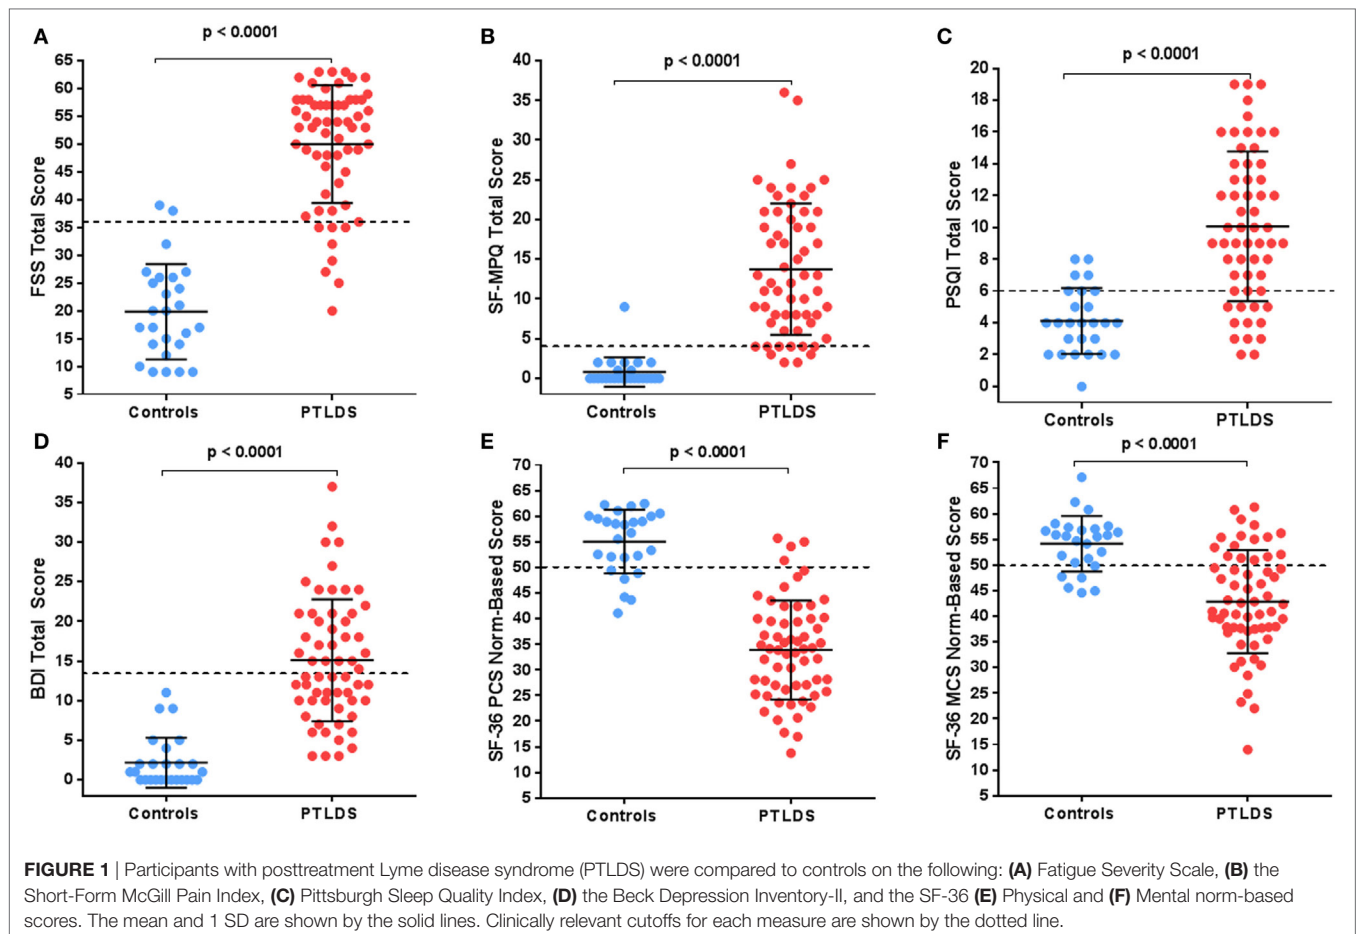 A
p < 0.0001
65
60
55
50
45
40
35
30
25
20
15
10
5
FSS Total Score
Controls
PTLDS
B
p < 0.0001
40
35
30
25
20
15
10
5
0
SF-MPQ Total Score
Controls
PTLDS
C
p < 0.0001
20
18
16
14
12
10
8
6
4
2
0
PSQI Total Score
Controls
PTLDS
D
p < 0.0001
40
35
30
25
20
15
10
5
0
BDI Total Score
Controls
PTLDS
E
p < 0.0001
70
65
60
55
50
45
40
35
30
25
20
15
10
5
SF-36 PCS Norm-Based Score
Controls
PTLDS
F
p < 0.0001
70
65
60
55
50
45
40
35
30
25
20
15
10
5
SF-36 MCS Norm-Based Score
Controls
PTLDS
FIGURE 1 | Participants with posttreatment Lyme disease syndrome (PTLDS) were compared to controls on the following: (A) Fatigue Severity Scale, (B) the
Short-Form McGill Pain Index, (C) Pittsburgh Sleep Quality Index, (D) the Beck Depression Inventory-II, and the SF-36 (E) Physical and (F) Mental norm-based
scores. The mean and 1 SD are shown by the solid lines. Clinically relevant cutoffs for each measure are shown by the dotted line.